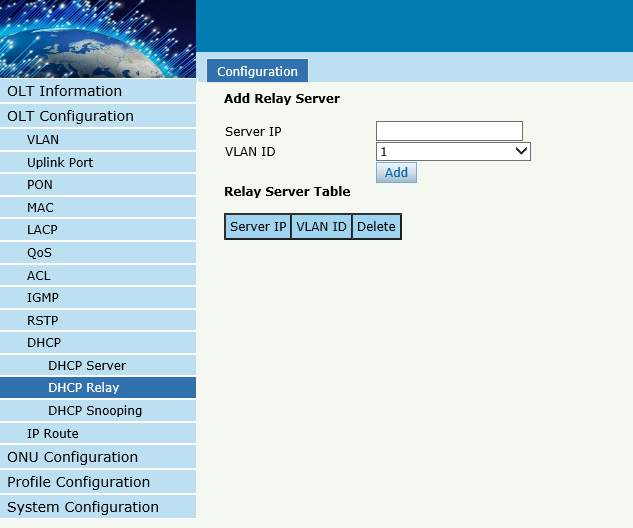 OLT Information
OLT Configuration
VLAN
Uplink Port
PON
MAC
LACP
QoS
ACL
IGMP
RSTP
DHCP
DHCP Server
DHCP Relay
DHCP Snooping
IP Route
ONU Configuration
Profile Configuration
System Configuration
Configuration
Add Relay Server
Server IP
VLAN ID 1
Add
Relay Server Table
Server IP VLAN ID Delete